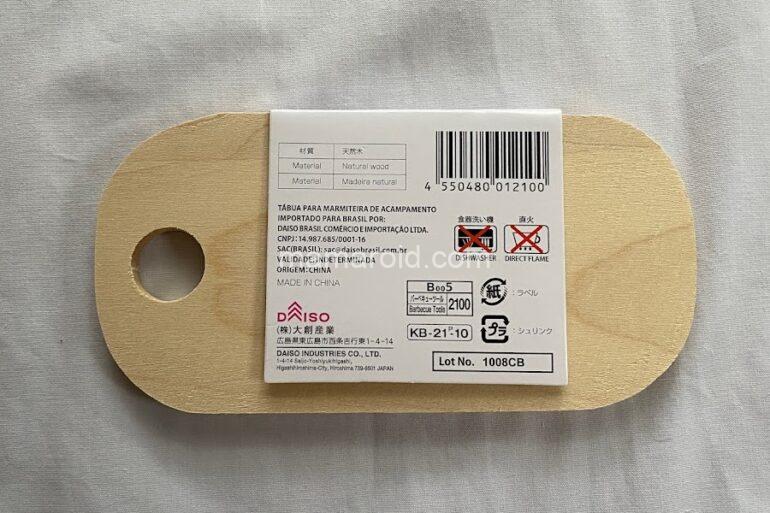 材質 天然木
Material Natural wood
Material Madeira natural
4 550480 012100
TÁBUA PARA MARMITEIRA DE ACAMPAMENTO
IMPORTADO PARA BRASIL POR:
DAISO BRASIL COMÉRCIO E IMPORTAÇÃO LTDA.
CNPJ: 14.987.685/0001-16
SAC(BRASIL): sac@daisobrasil.com.br
VALIDADE: INDETERMINADA
ORIGEM: CHINA
MADE IN CHINA
食器洗い機 直火
DISHWASHER DIRECT FLAME
DAISO
(株)大創産業
広島県東広島市西条吉行東1-4-14
DAISO INDUSTRIES CO., LTD.
1-4-14 Saijo-Yoshiyukihigashi,
Higashihiroshima-City, Hiroshima 739-8501 JAPAN
B005
バーベキューツール
Barbecue Tools 2100
紙 :ラベル
KB-21-P-10
プラ :シュリンク
Lot No. 1008CB